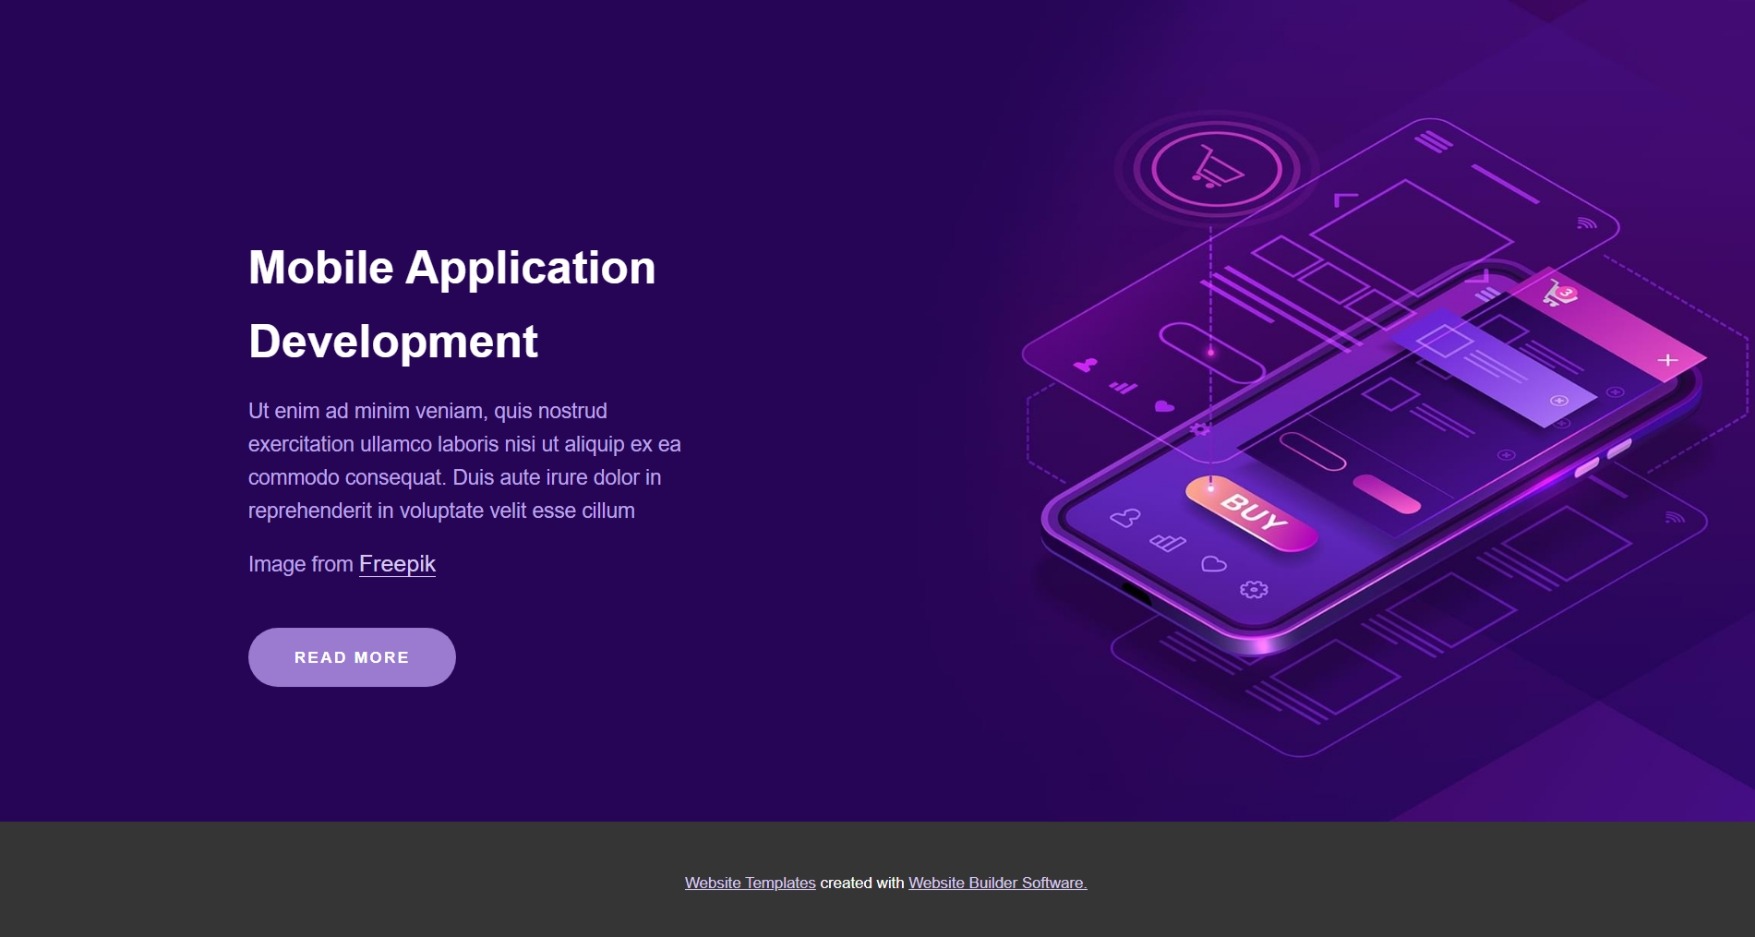 Mobile Application
Development
Ut enim ad minim veniam, quis nostrud
exercitation ullamco laboris nisi ut aliquip ex ea
commodo consequat. Duis aute irure dolor in
reprehenderit in voluptate velit esse cillum
Image from Freepik
READ MORE
3
BUY
Website Templates created with Website Builder Software.